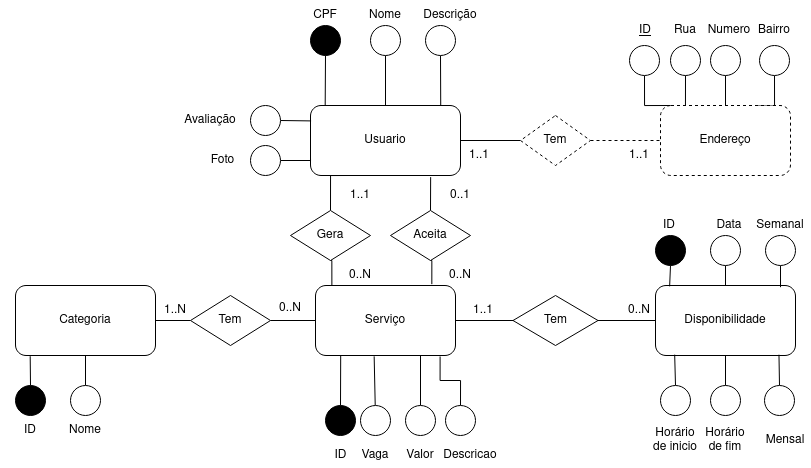 CPF
Nome
Descrição
ID
Rua
Numero
Bairro
Avaliação
Foto
Usuario
Tem
Endereço
1..1
1..1
1..1
0..1
Gera
Aceita
0..N
0..N
ID
Data
Semanal
Categoria
1..N
Tem
0..N
Serviço
1..1
Tem
0..N
Disponibilidade
ID
Nome
ID
Vaga
Valor
Descricao
Horário
de inicio
Horário
de fim
Mensal